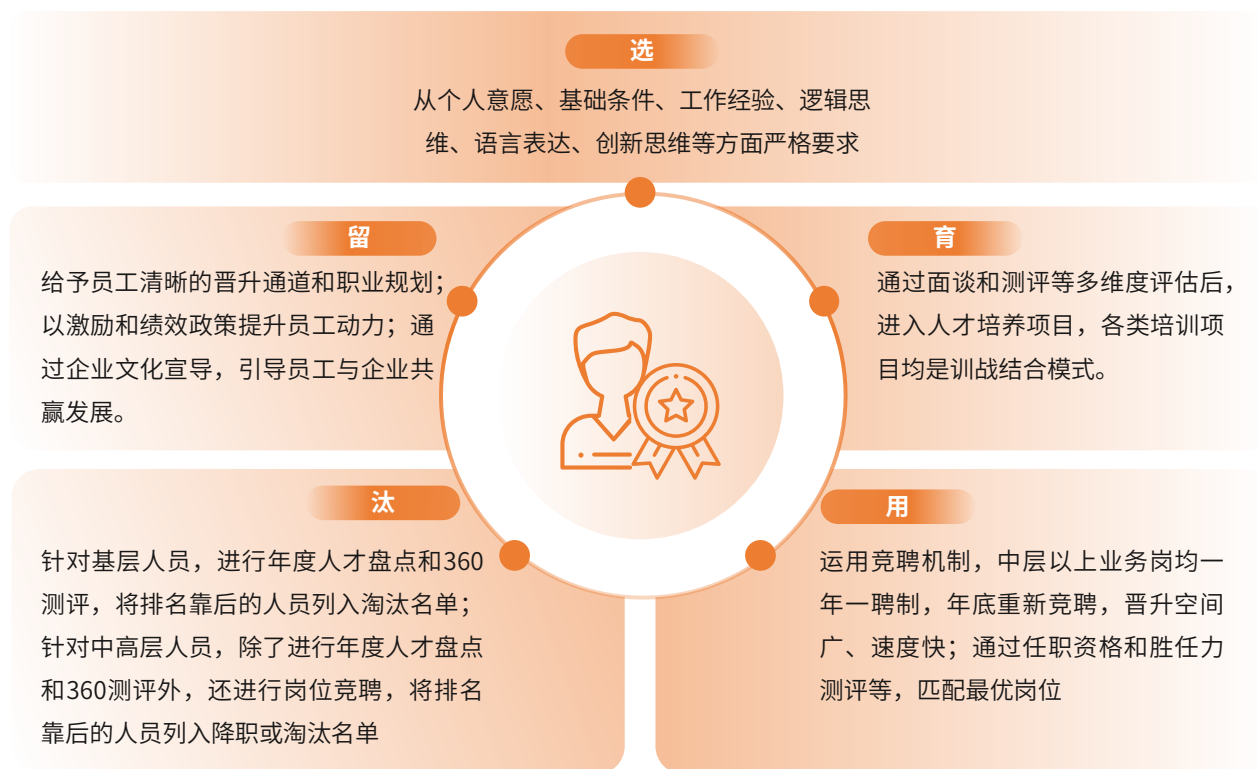 选
从个人意愿、基础条件、工作经验、逻辑思
维、语言表达、创新思维等方面严格要求
留
给予员工清晰的晋升通道和职业规划；
以激励和绩效政策提升员工动力；通
过企业文化宣导，引导员工与企业共
赢发展。
育
通过面谈和测评等多维度评估后，
进入人才培养项目，各类培训项
目均是训战结合模式。
汰
针对基层人员，进行年度人才盘点和360
测评，将排名靠后的人员列入淘汰名单；
针对中高层人员，除了进行年度人才盘点
和360测评外，还进行岗位竞聘，将排名
靠后的人员列入降职或淘汰名单
用
运用竞聘机制，中层以上业务岗均一
年一聘制，年底重新竞聘，晋升空间
广、速度快；通过任职资格和胜任力
测评等，匹配最优岗位